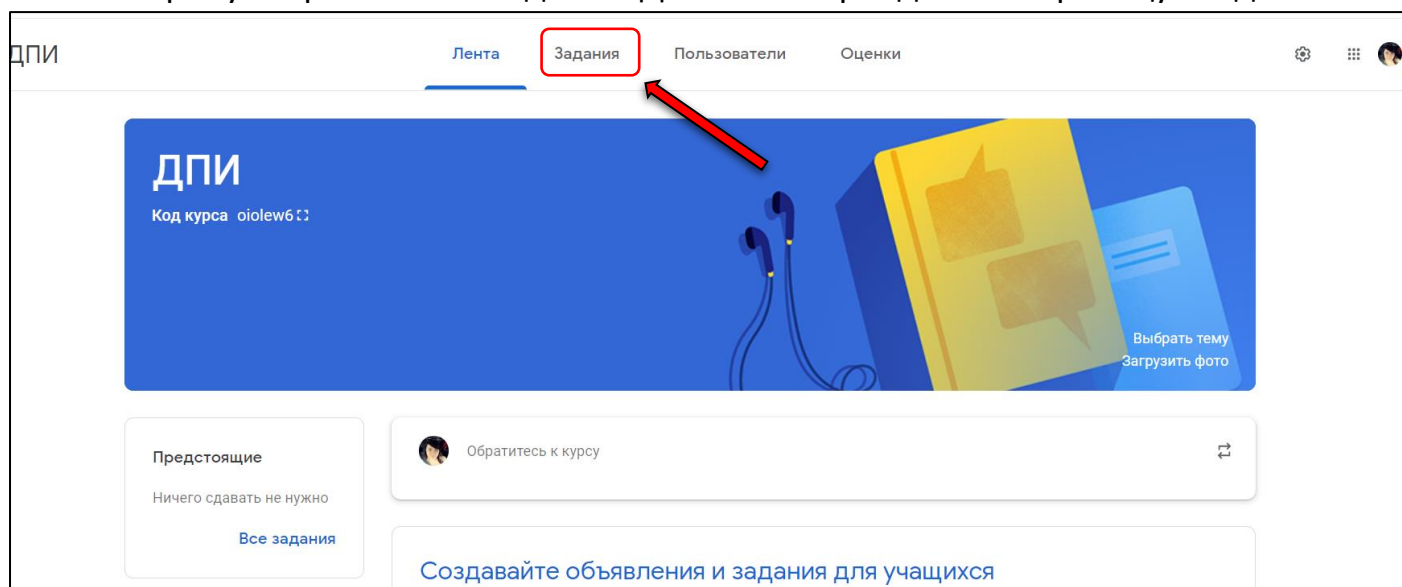 ДПИ
Лента Задания Пользователи Оценки
ДПИ
Код курса oiolew6
Выбрать тему
Загрузить фото
Предстоящие
Ничего сдавать не нужно
Все задания
Обратитесь к курсу
Создавайте объявления и задания для учащихся